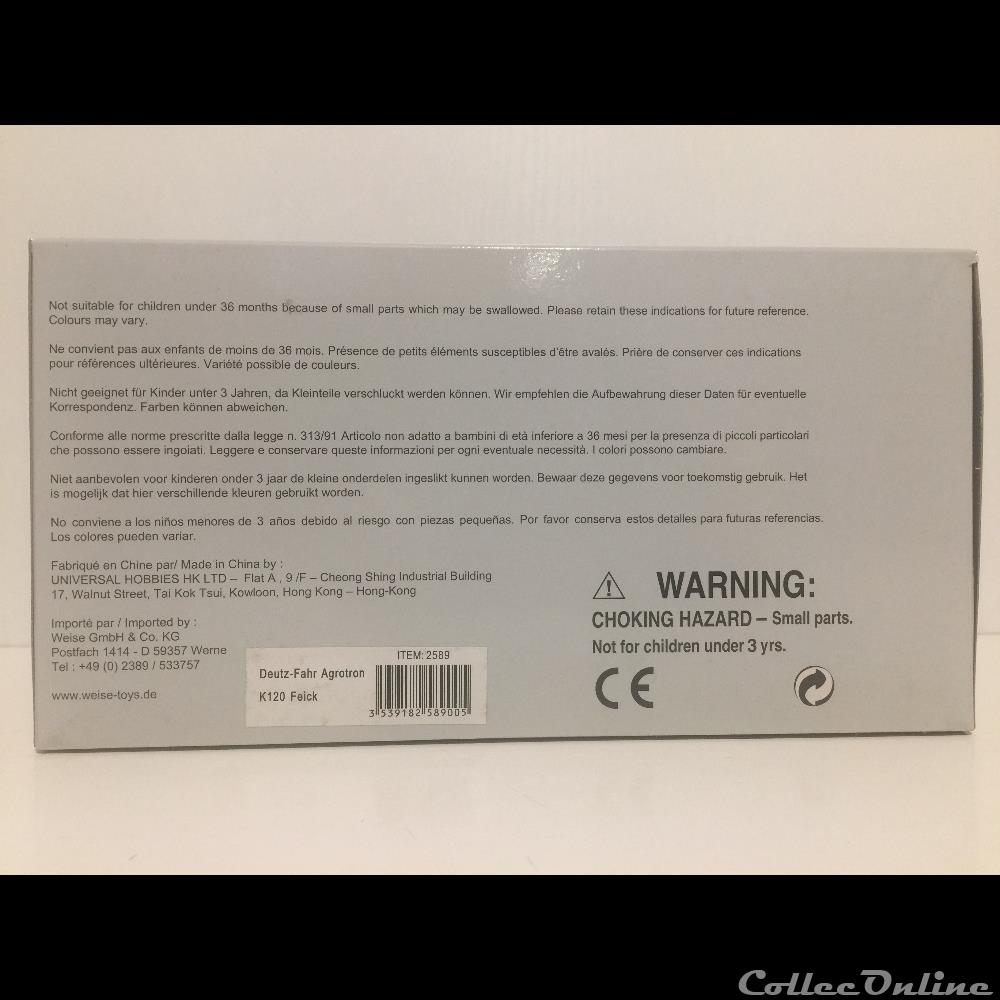 Not suitable for children under 36 months because of small parts which may be swallowed. Please retain these indications for future reference.
Colours may vary.
Ne convient pas aux enfants de moins de 36 mois. Présence de petits éléments susceptibles d'être avalés. Prière de conserver ces indications
pour références ultérieures. Variété possible de couleurs.
Nicht geeignet für Kinder unter 3 Jahren, da Kleinteile verschluckt werden können. Wir empfehlen die Aufbewahrung dieser Daten für eventuelle
Korrespondenz. Farben können abweichen.
Conforme alle norme prescritte dalla legge n. 313/91 Articolo non adatto a bambini di età inferiore a 36 mesi per la presenza di piccoli particolari
che possono essere ingoiati. Leggere e conservare queste informazioni per ogni eventuale necessità. I colori possono cambiare.
Niet aanbevolen voor kinderen onder 3 jaar de kleine onderdelen ingeslikt kunnen worden. Bewaar deze gegevens voor toekomstig gebruik. Het
is mogelijk dat hier verschillende kleuren gebruikt worden.
No conviene a los niños menores de 3 años debido al riesgo con piezas pequeñas. Por favor conserva estos detalles para futuras referencias.
Los colores pueden variar.
Fabriqué en Chine par/ Made in China by :
UNIVERSAL HOBBIES HK LTD – Flat A , 9 /F – Cheong Shing Industrial Building
17, Walnut Street, Tai Kok Tsui, Kowloon, Hong Kong – Hong-Kong
Importé par / Imported by :
Weise GmbH & Co. KG
Postfach 1414 - D 59357 Werne
Tel : +49 (0) 2389 / 533757
www.weise-toys.de
ITEM: 2589
Deutz-Fahr Agrotron
K120 Feick
3 539182 589005
WARNING:
CHOKING HAZARD – Small parts.
Not for children under 3 yrs.
CE
CollecOnline